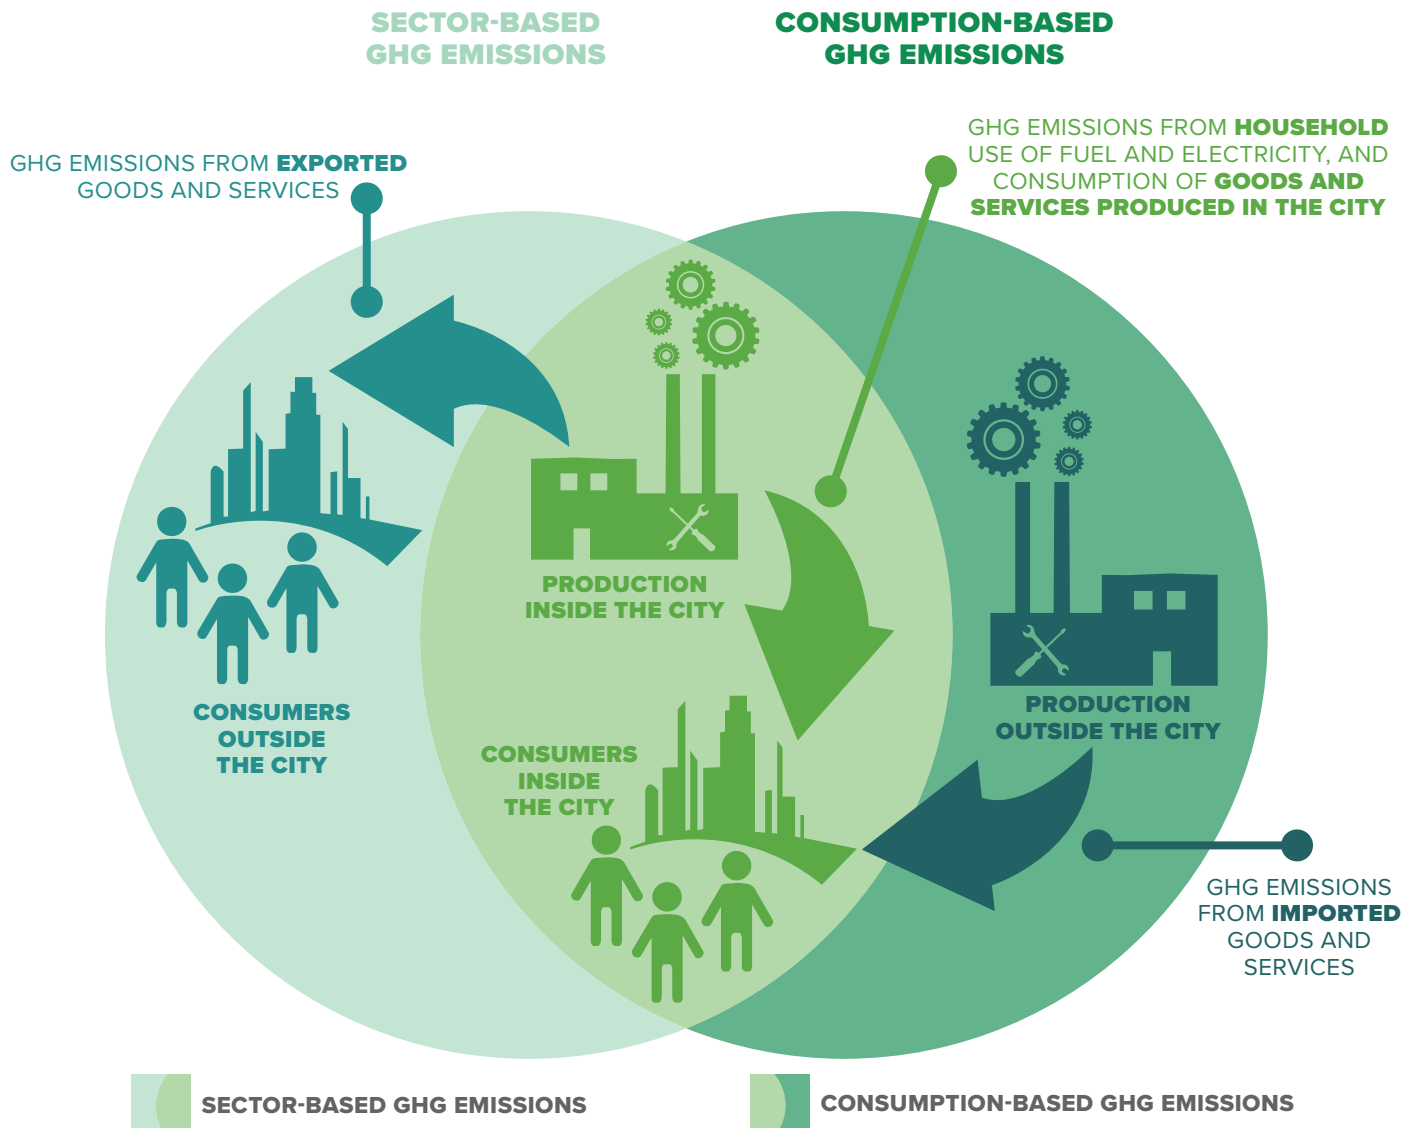 SECTOR-BASED
GHG EMISSIONS
CONSUMPTION-BASED
GHG EMISSIONS
GHG EMISSIONS FROM EXPORTED
GOODS AND SERVICES
GHG EMISSIONS FROM HOUSEHOLD
USE OF FUEL AND ELECTRICITY, AND
CONSUMPTION OF GOODS AND
SERVICES PRODUCED IN THE CITY
PRODUCTION
INSIDE THE CITY
CONSUMERS
OUTSIDE
THE CITY
PRODUCTION
OUTSIDE THE CITY
CONSUMERS
INSIDE
THE CITY
GHG EMISSIONS
FROM IMPORTED
GOODS AND
SERVICES
SECTOR-BASED GHG EMISSIONS
CONSUMPTION-BASED GHG EMISSIONS